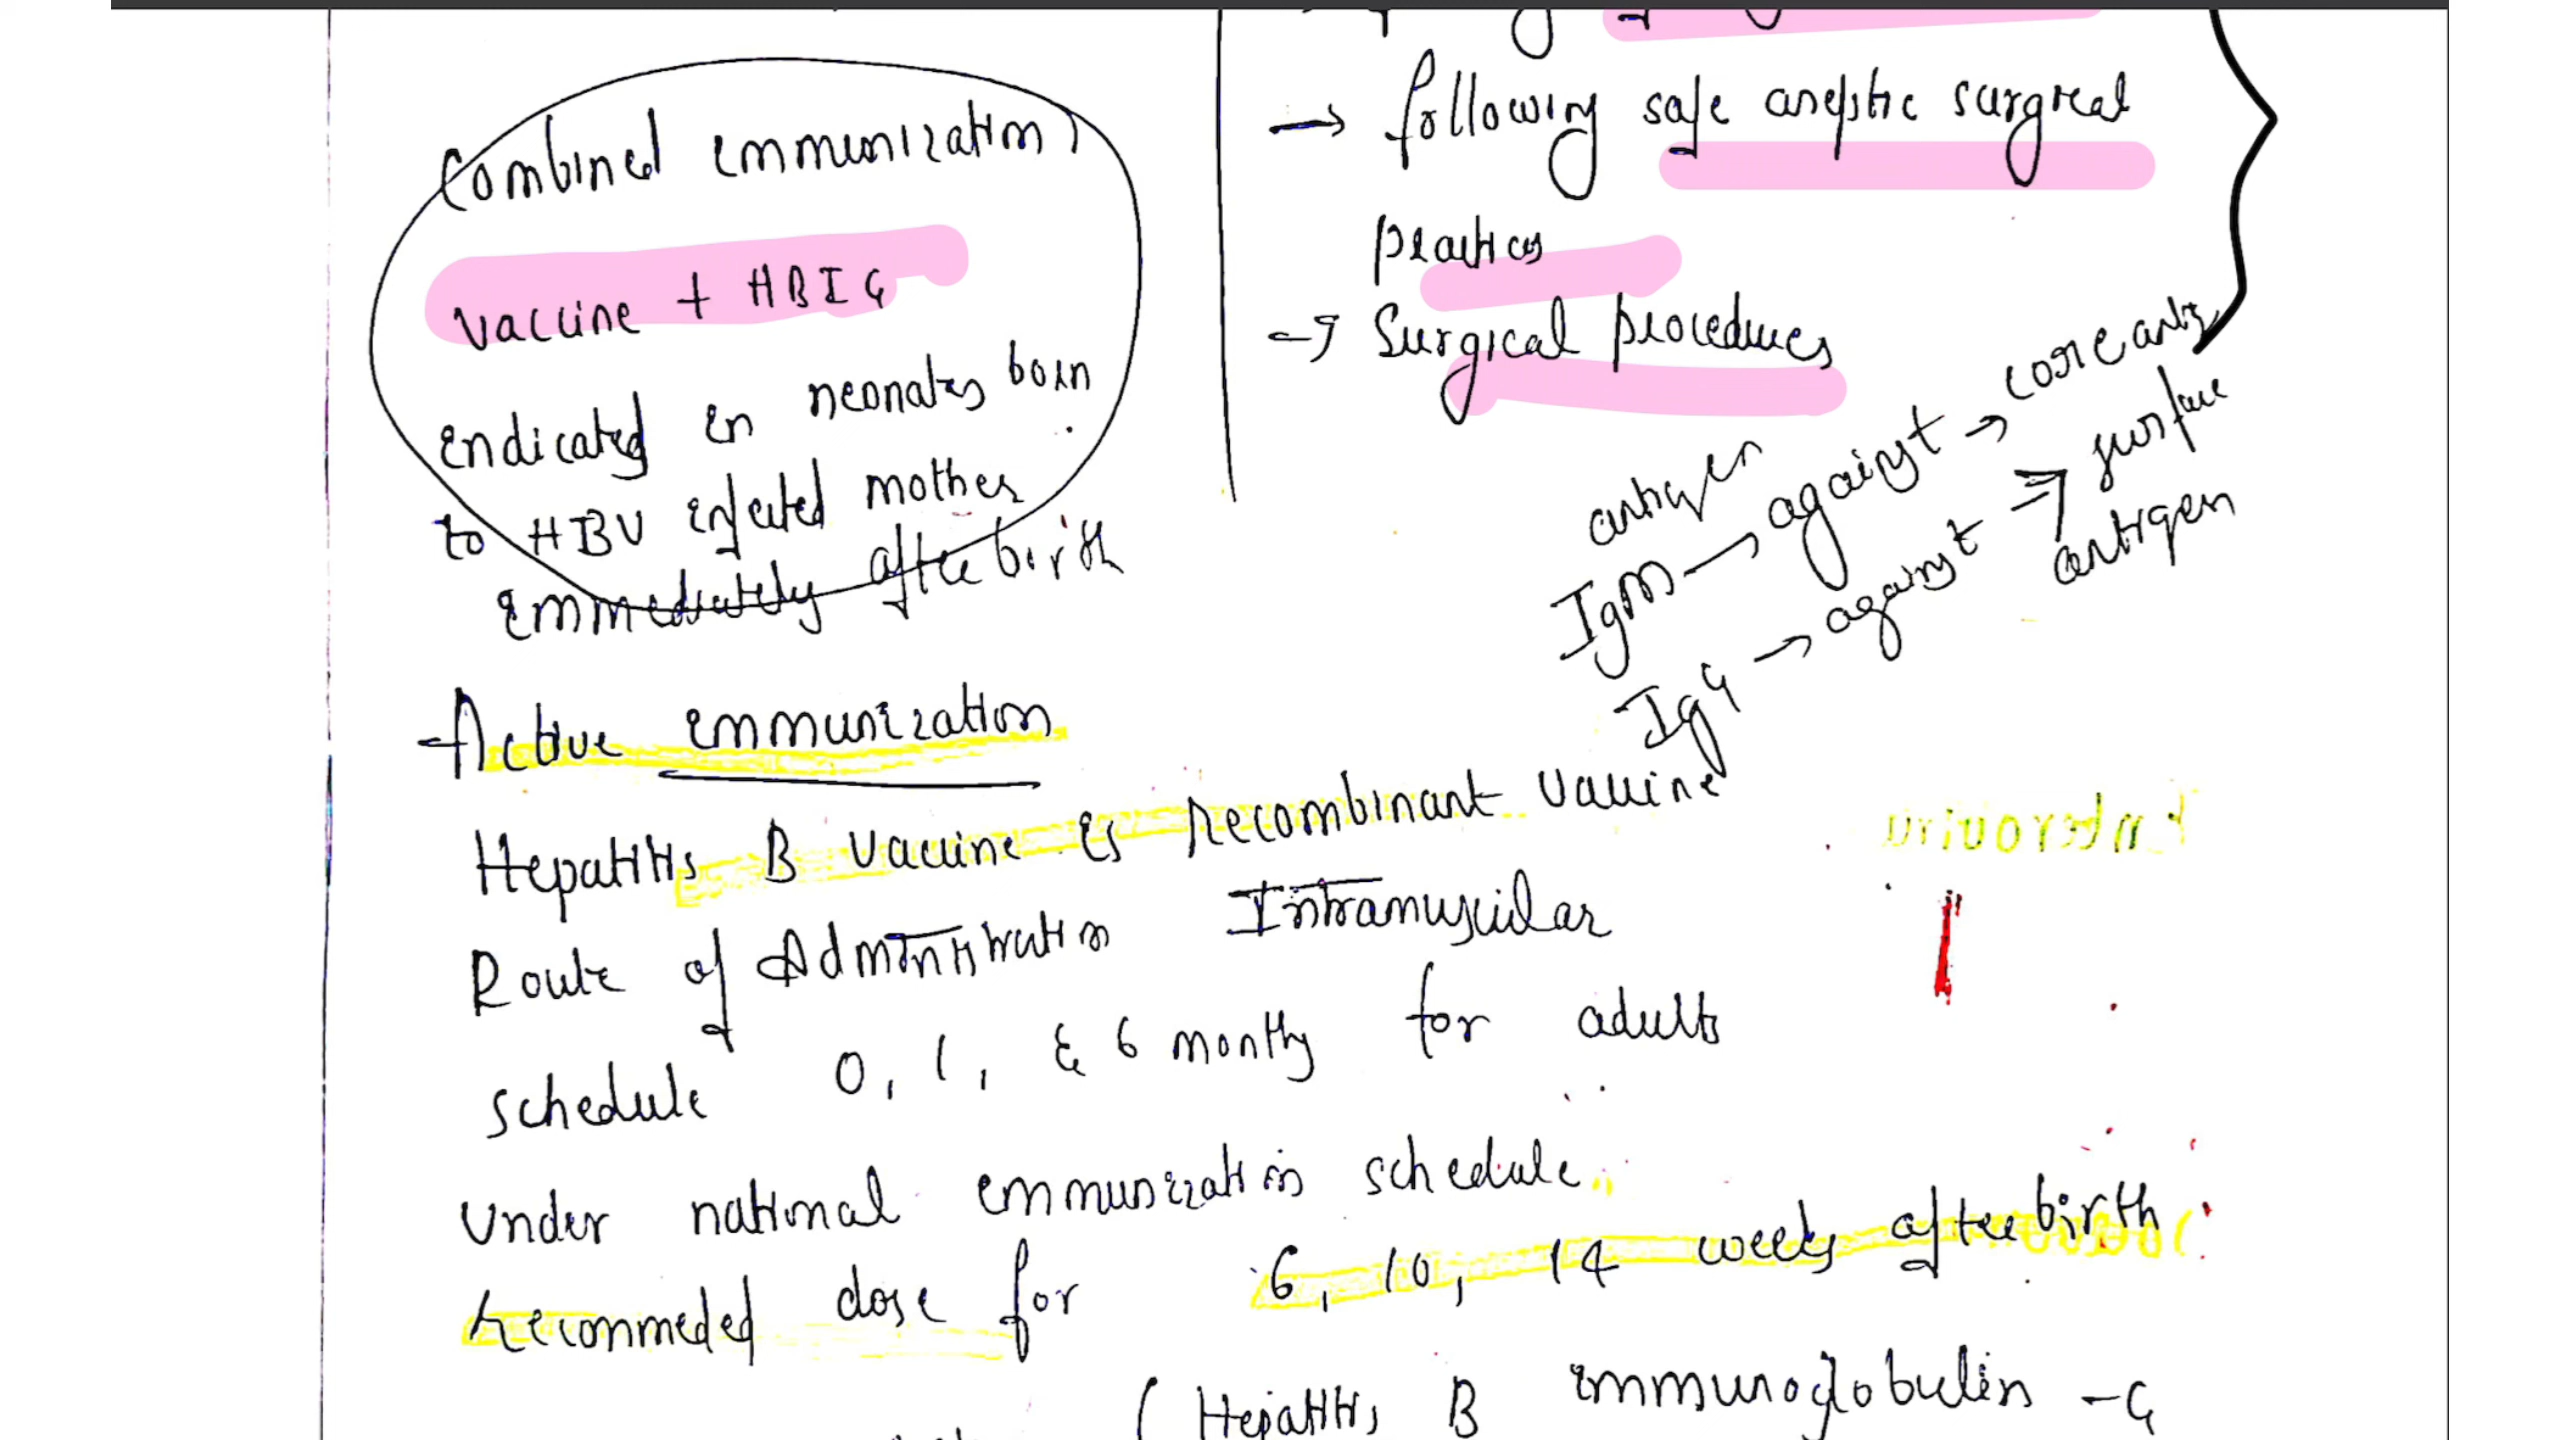 Combined immunization
vaccine + HBIG
indicated in neonates born
to HBV infected mother
immediately after birth
→ following safe aseptic surgical
practices
→ Surgical procedures
antigen
IgM → against → core anti
IgG → against → surface
antigen
Active immunization
Hepatitis B vaccine is recombinant vaccine
Route of Administration Intramuscular
schedule 0, 1, & 6 months for adults
Under national immunization schedule
recommeded dose for 6, 10, 14 weeks after birth
( Hepatitis B immunoglobulin - G